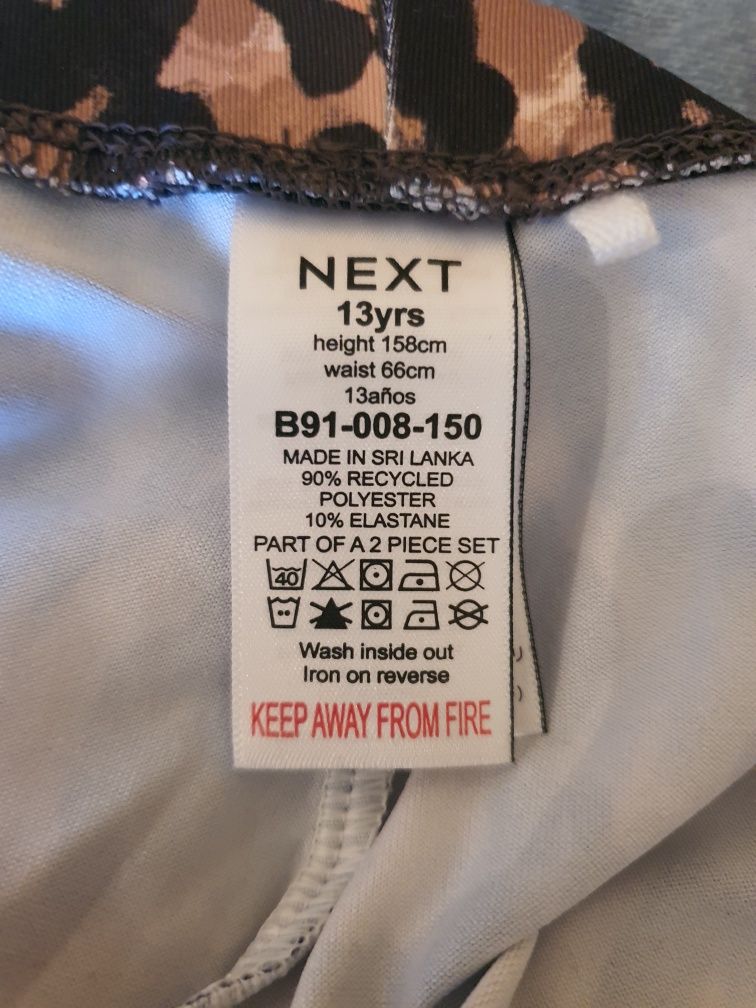 NEXT
13yrs
height 158cm
waist 66cm
13años
B91-008-150
MADE IN SRI LANKA
90% RECYCLED
POLYESTER
10% ELASTANE
PART OF A 2 PIECE SET
40
Wash inside out
Iron on reverse
KEEP AWAY FROM FIRE